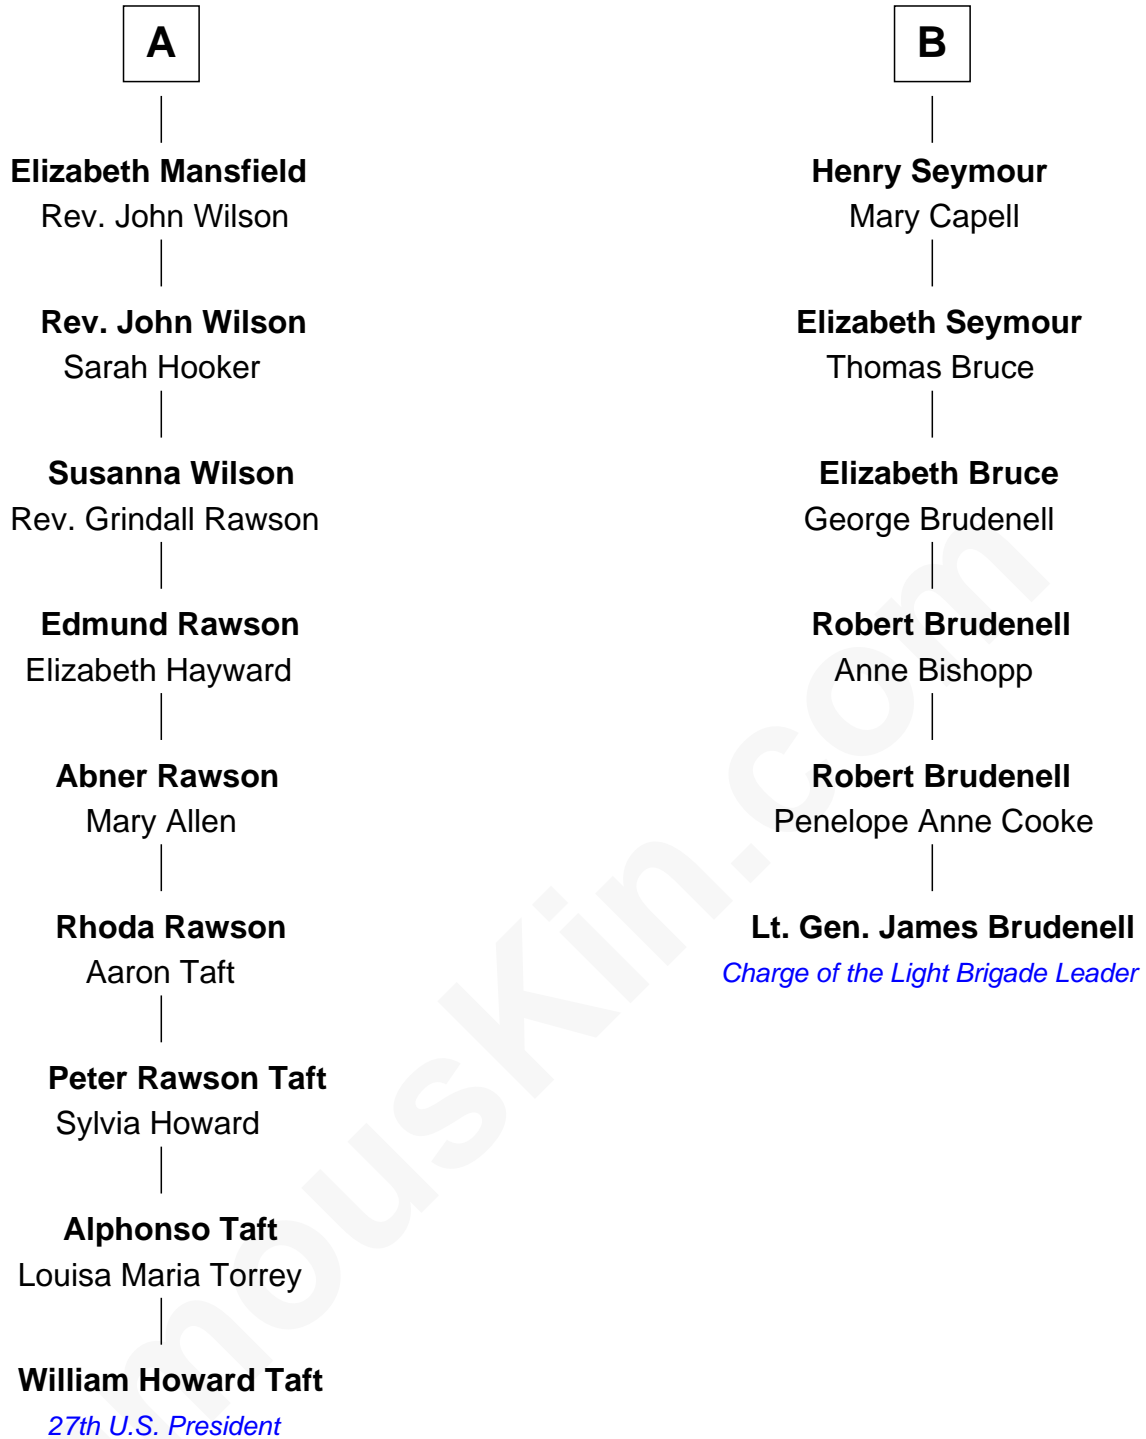 A
Elizabeth Mansfield
Rev. John Wilson
Rev. John Wilson
Sarah Hooker
Susanna Wilson
Rev. Grindall Rawson
Edmund Rawson
Elizabeth Hayward
Abner Rawson
Mary Allen
Rhoda Rawson
Aaron Taft
Peter Rawson Taft
Sylvia Howard
Alphonso Taft
Louisa Maria Torrey
William Howard Taft
27th U.S. President
B
Henry Seymour
Mary Capell
Elizabeth Seymour
Thomas Bruce
Elizabeth Bruce
George Brudenell
Robert Brudenell
Anne Bishopp
Robert Brudenell
Penelope Anne Cooke
Lt. Gen. James Brudenell
Charge of the Light Brigade Leader
mousKin.com